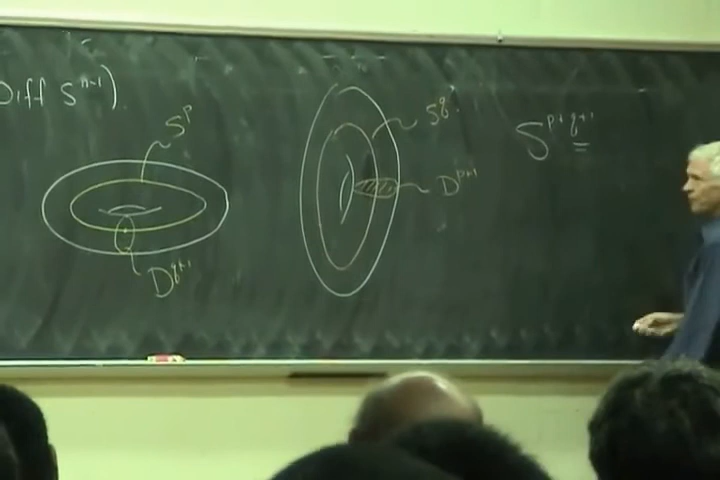 Diff S^{n-1}).
S^p
D^{q+1}
S^q.
D^{p+1}
S^{p+q+1}